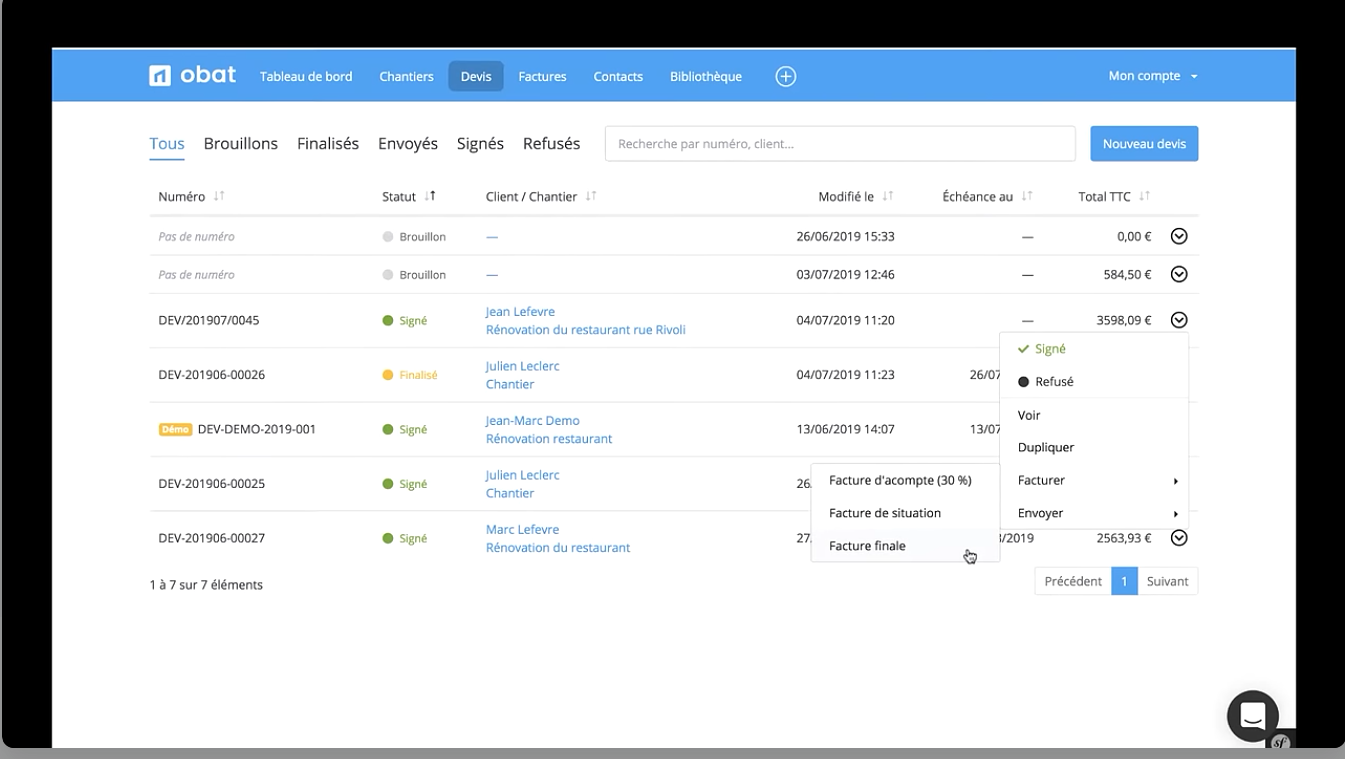 obat Tableau de bord Chantiers Devis Factures Contacts Bibliothèque Mon compte
Tous Brouillons Finalisés Envoyés Signés Refusés Recherche par numéro, client... Nouveau devis
Numéro Statut Client / Chantier Modifié le Échéance au Total TTC
Pas de numéro Brouillon — 26/06/2019 15:33 — 0,00 €
Pas de numéro Brouillon — 03/07/2019 12:46 — 584,50 €
DEV/201907/0045 Signé Jean Lefevre 04/07/2019 11:20 — 3598,09 €
Rénovation du restaurant rue Rivoli
Signé
DEV-201906-00026 Finalisé Julien Leclerc 04/07/2019 11:23 26/07
Chantier
Refusé
Voir
Démo DEV-DEMO-2019-001 Signé Jean-Marc Demo 13/06/2019 14:07 13/07
Rénovation restaurant
Dupliquer
DEV-201906-00025 Signé Julien Leclerc 26
Chantier
Facture d'acompte (30 %) Facturer
Facture de situation Envoyer
Facture finale
DEV-201906-00027 Signé Marc Lefevre 27 /2019 2563,93 €
Rénovation du restaurant
1 à 7 sur 7 éléments Précédent 1 Suivant
sf